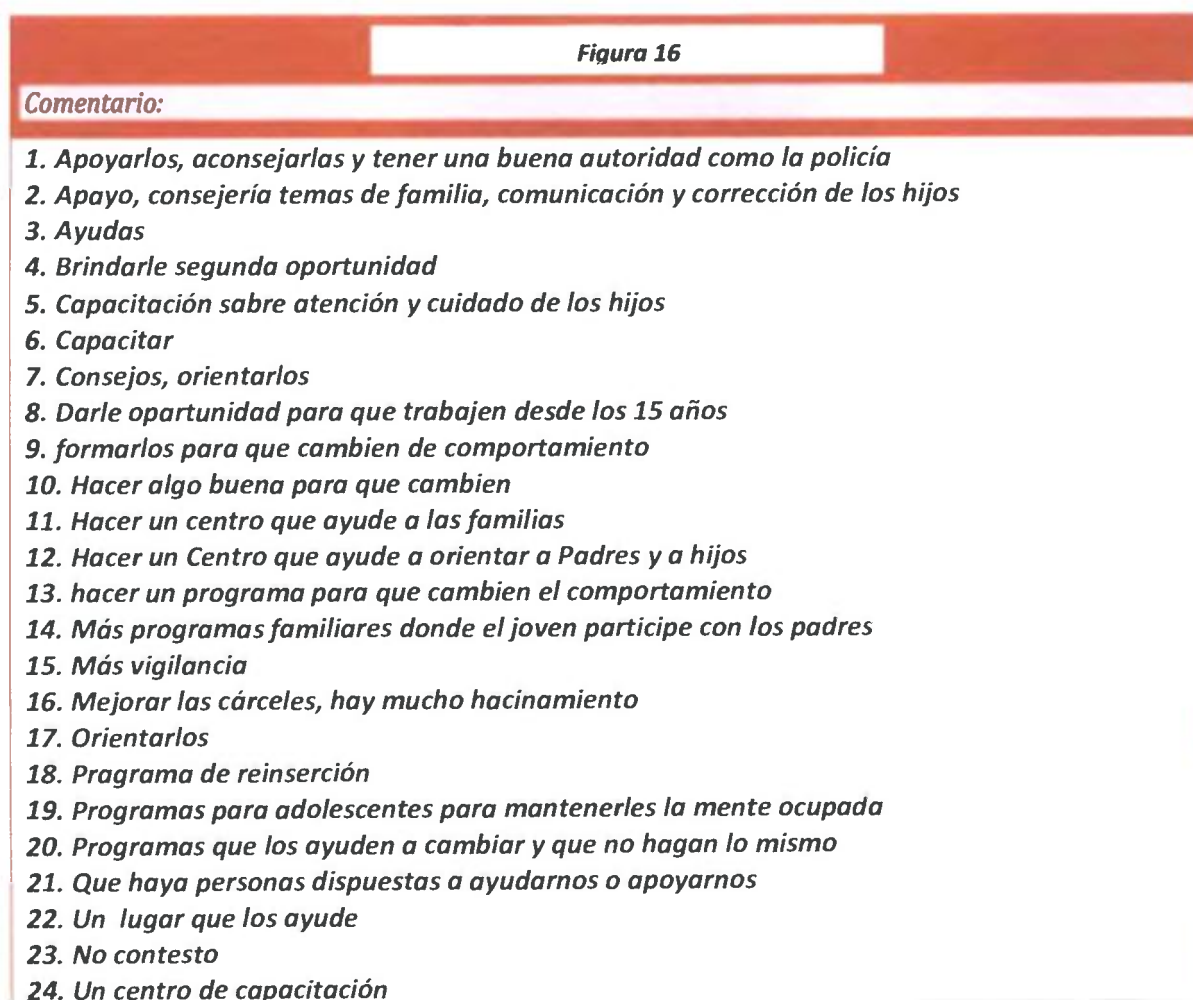 Figura 16
Comentario:
1. Apoyarlos, aconsejarlas y tener una buena autoridad como la policía
2. Apayo, consejería temas de familia, comunicación y corrección de los hijos
3. Ayudas
4. Brindarle segunda oportunidad
5. Capacitación sabre atención y cuidado de los hijos
6. Capacitar
7. Consejos, orientarlos
8. Darle opartunidad para que trabajen desde los 15 años
9. formarlos para que cambien de comportamiento
10. Hacer algo buena para que cambien
11. Hacer un centro que ayude a las familias
12. Hacer un Centro que ayude a orientar a Padres y a hijos
13. hacer un programa para que cambien el comportamiento
14. Más programas familiares donde el joven participe con los padres
15. Más vigilancia
16. Mejorar las cárceles, hay mucho hacinamiento
17. Orientarlos
18. Pragrama de reinserción
19. Programas para adolescentes para mantenerles la mente ocupada
20. Programas que los ayuden a cambiar y que no hagan lo mismo
21. Que haya personas dispuestas a ayudarnos o apoyarnos
22. Un lugar que los ayude
23. No contesto
24. Un centro de capacitación